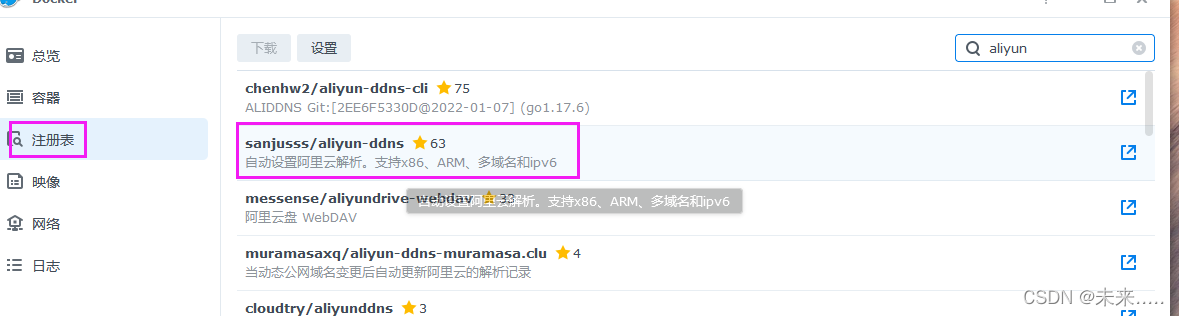 Docker
下载
设置
aliyun
总览
容器
注册表
映像
网络
日志
chenhw2/aliyun-ddns-cli 75
ALIDDNS Git:[2EE6F5330D@2022-01-07] (go1.17.6)
sanjusss/aliyun-ddns 63
自动设置阿里云解析。支持x86、ARM、多域名和ipv6
messense/aliyundrive-webdav 33
自动设置阿里云解析。支持x86、ARM、多域名和ipv6
阿里云盘 WebDAV
muramasaxq/aliyun-ddns-muramasa.clu 4
当动态公网域名变更后自动更新阿里云的解析记录
cloudtry/aliyunddns 3
CSDN @未来.....